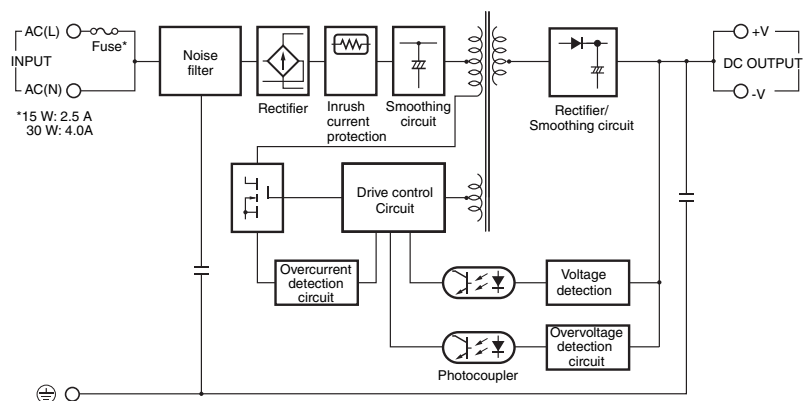 AC(L)
Fuse*
INPUT
AC(N)
*15 W: 2.5 A
30 W: 4.0A
Noise
filter
Rectifier
Inrush
current
protection
Smoothing
circuit
Rectifier/
Smoothing circuit
+V
DC OUTPUT
-V
Drive control
Circuit
Overcurrent
detection
circuit
Voltage
detection
Overvoltage
detection
circuit
Photocoupler